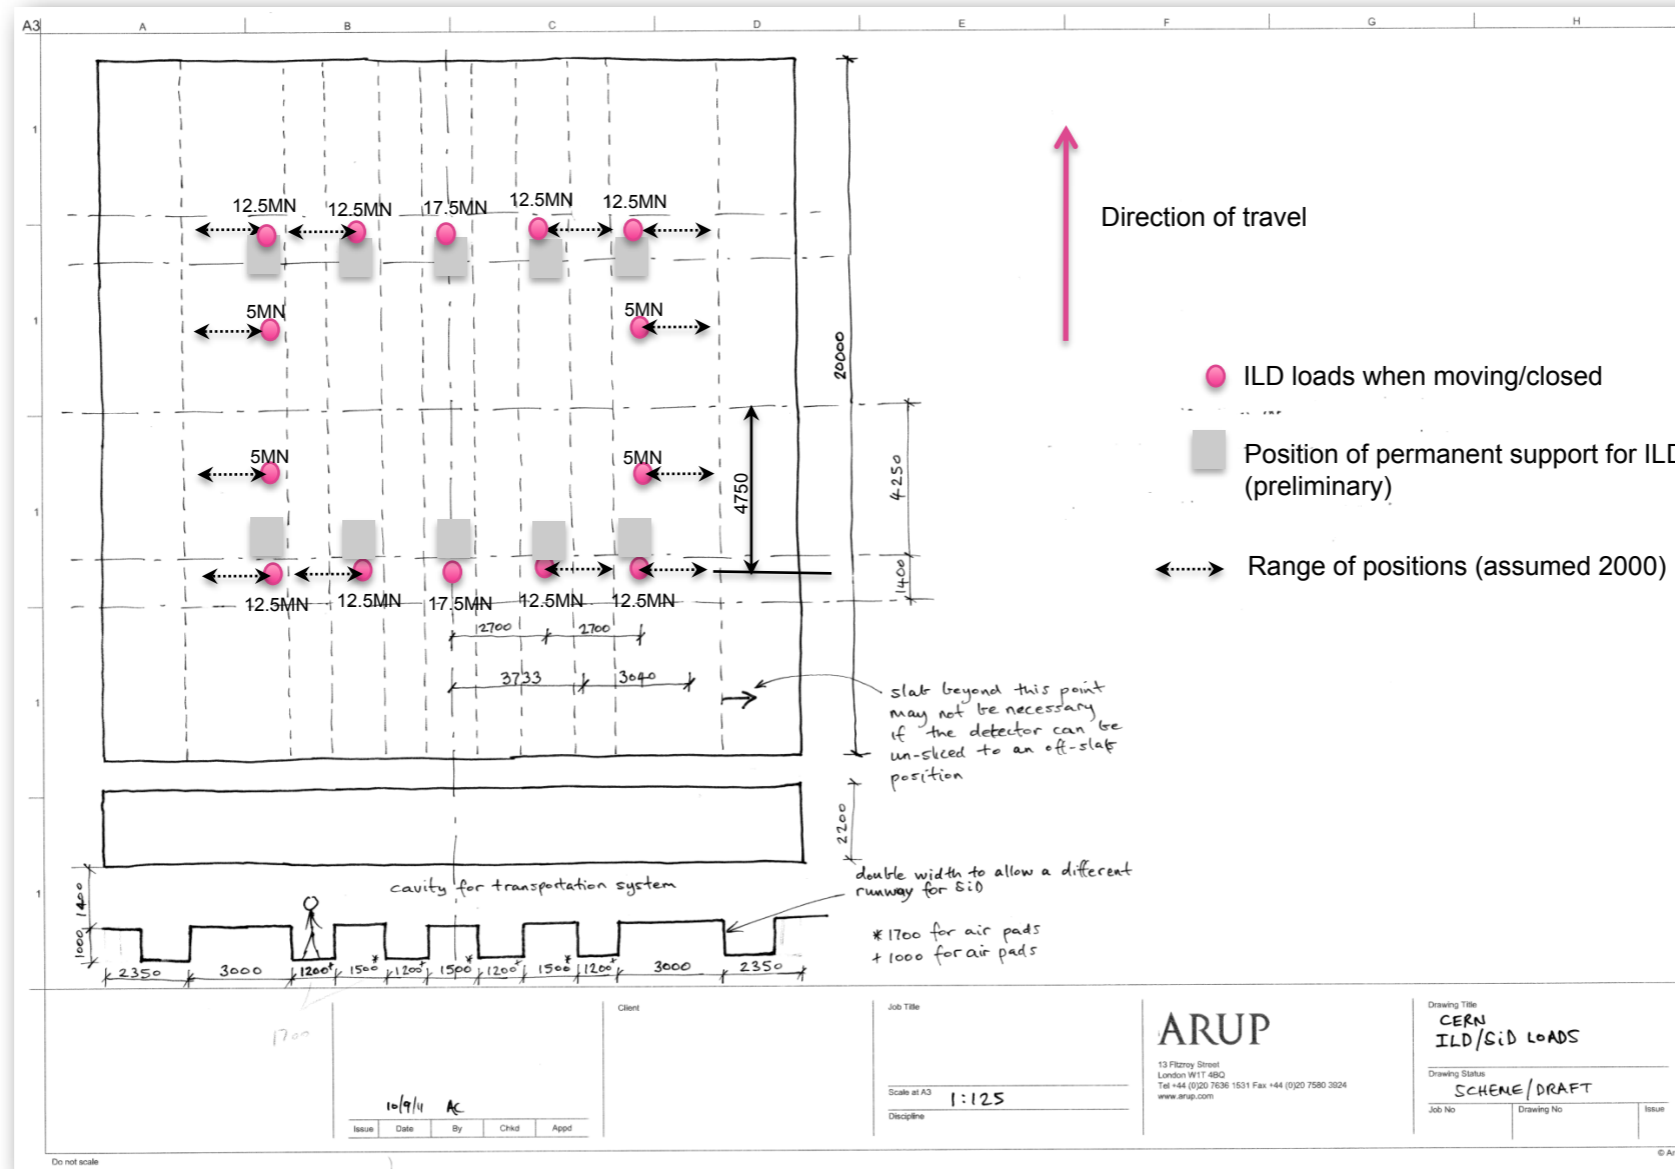 A3
A
B
C
D
E
F
G
H
1
1
1
1
1
12.5MN
12.5MN
17.5MN
12.5MN
12.5MN
5MN
5MN
5MN
5MN
12.5MN
12.5MN
17.5MN
12.5MN
12.5MN
20000
4750
4250
1400
2700
2700
3733
3040
Direction of travel
ILD loads when moving/closed
Position of permanent support for ILD
(preliminary)
Range of positions (assumed 2000)
slab beyond this point
may not be necessary
if the detector can be
un-sliced to an off-slab
position
2200
cavity for transportation system
double width to allow a different
runway for SiD
* 1700 for air pads
+ 1000 for air pads
1400
1000
2350
3000
1200+
1500*
1200+
1500*
1200+
1500*
1200+
3000
2350
1700
10/9/11 AC
Issue Date By Chkd Appd
Client
Job Title
Scale at A3 1:125
Discipline
ARUP
13 Fitzroy Street
London W1T 4BQ
Tel +44 (0)20 7636 1531 Fax +44 (0)20 7580 3924
www.arup.com
Drawing Title
CERN
ILD/SiD LOADS
Drawing Status
SCHEME/DRAFT
Job No Drawing No Issue
Do not scale